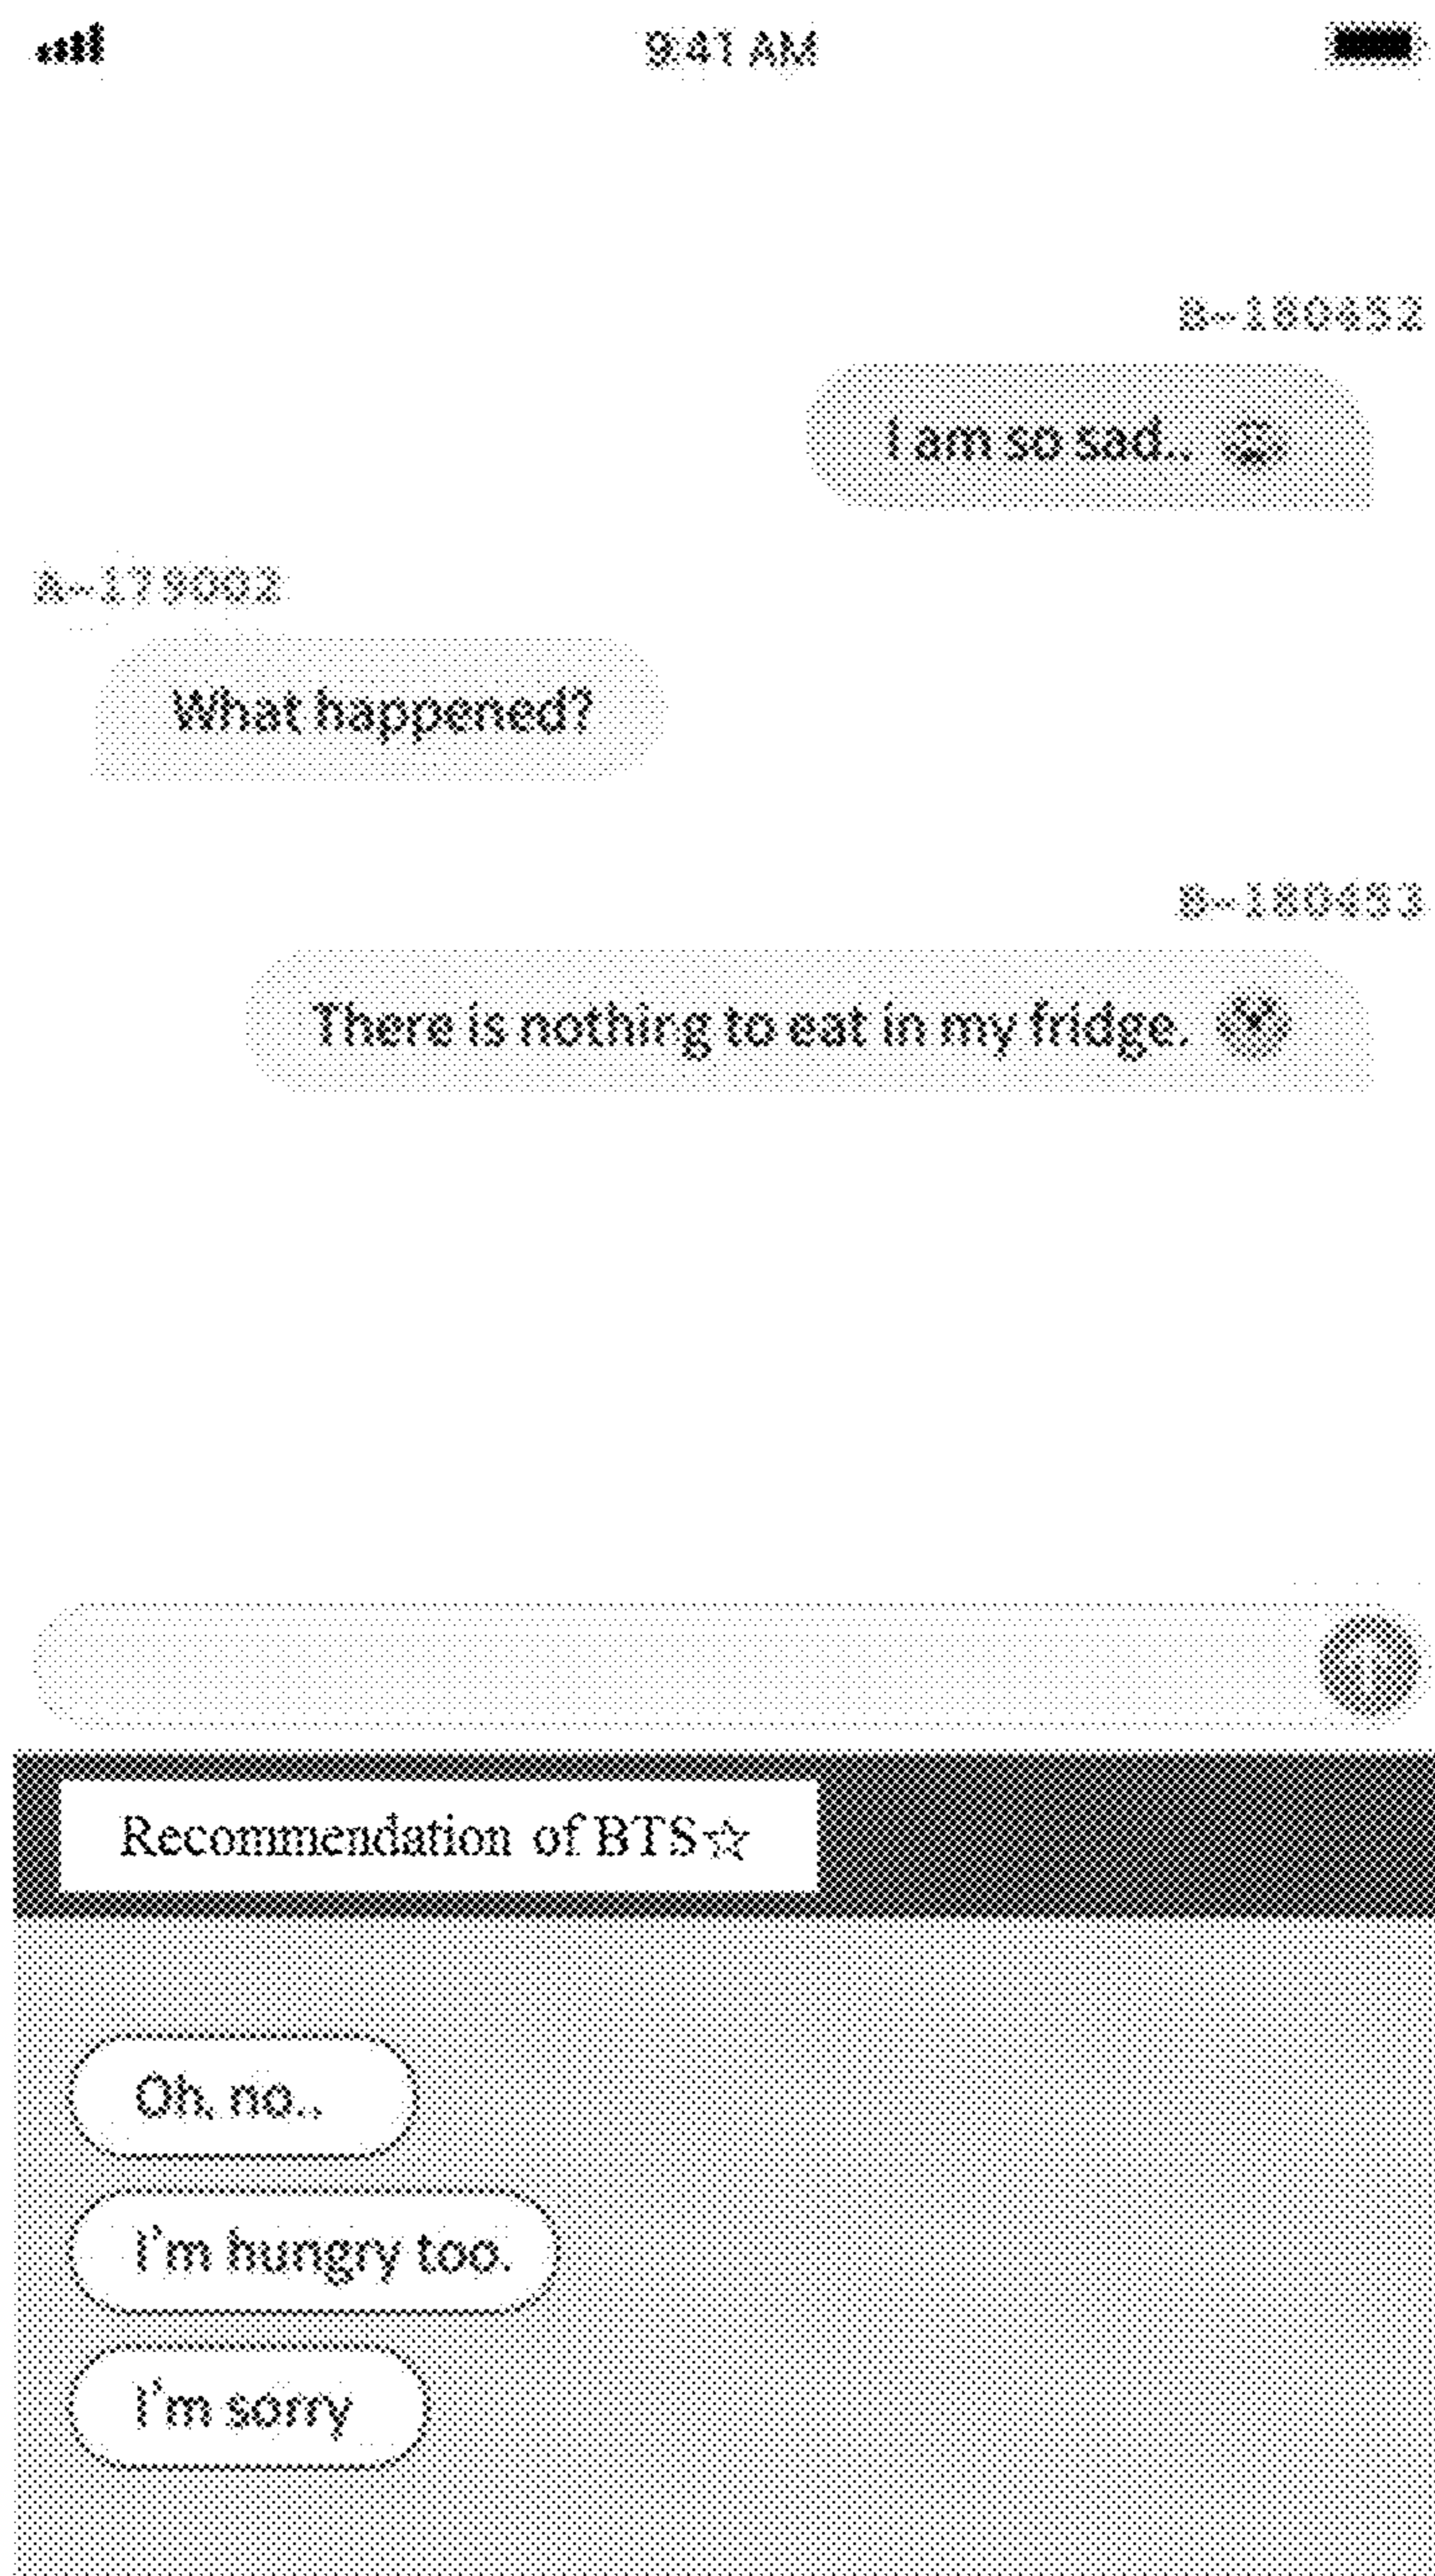 9:41 AM
B~180452
I am so sad..
A~179002
What happened?
B~180453
There is nothing to eat in my fridge.
Recommendation of BTS☆
Oh, no..
I'm hungry too.
I'm sorry